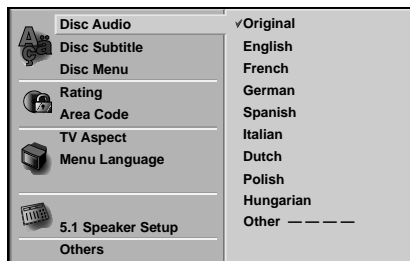 Disc Audio
Disc Subtitle
Disc Menu
Rating
Area Code
TV Aspect
Menu Language
5.1 Speaker Setup
Others
✓Original
English
French
German
Spanish
Italian
Dutch
Polish
Hungarian
Other — — — —